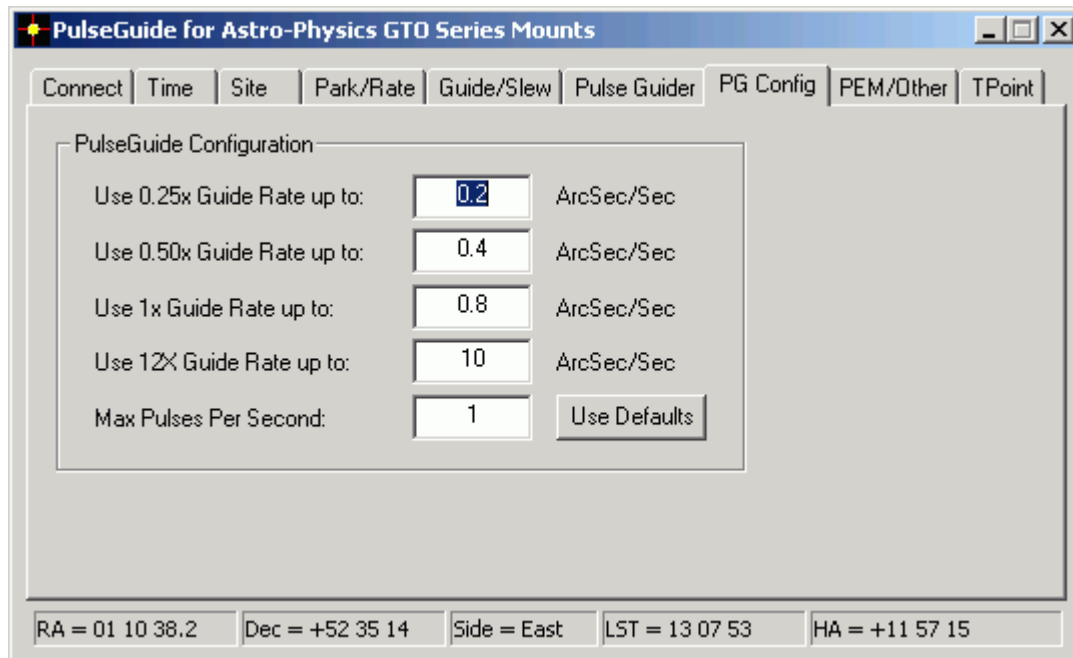 PulseGuide for Astro-Physics GTO Series Mounts
Connect Time Site Park/Rate Guide/Slew Pulse Guider PG Config PEM/Other TPoint
PulseGuide Configuration
Use 0.25x Guide Rate up to: 0.2 ArcSec/Sec
Use 0.50x Guide Rate up to: 0.4 ArcSec/Sec
Use 1x Guide Rate up to: 0.8 ArcSec/Sec
Use 12X Guide Rate up to: 10 ArcSec/Sec
Max Pulses Per Second: 1 Use Defaults
RA = 01 10 38.2 Dec = +52 35 14 Side = East LST = 13 07 53 HA = +11 57 15